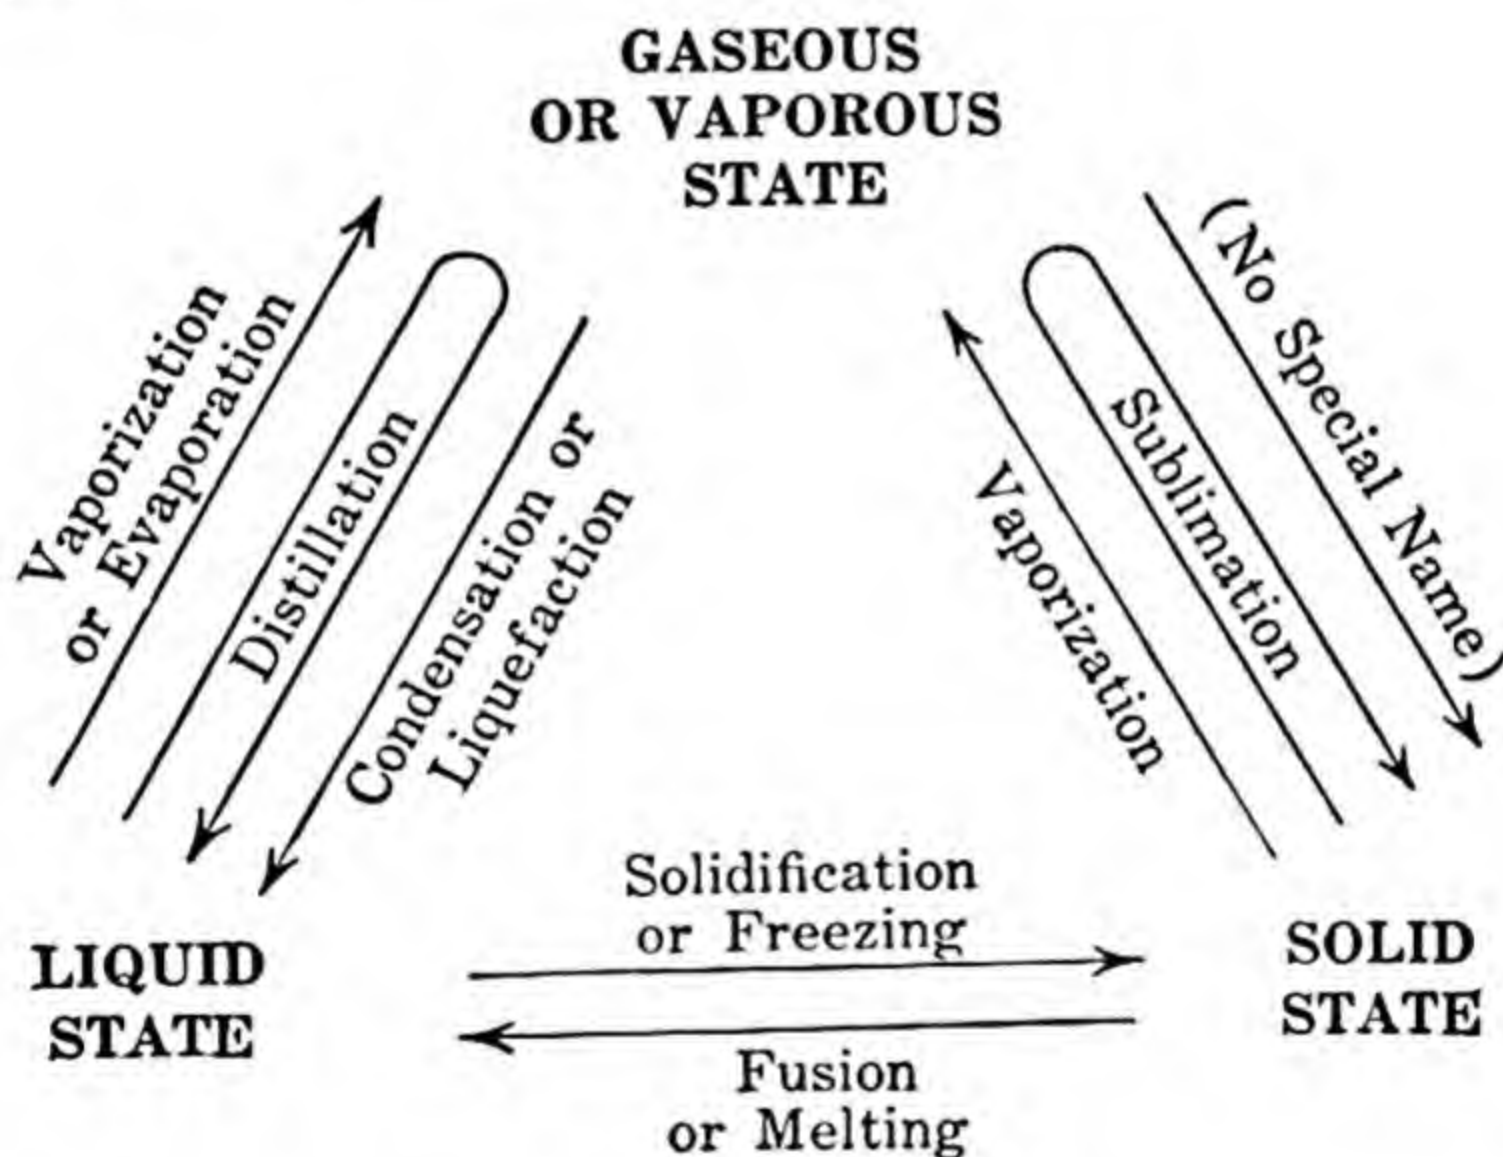 GASEOUS
OR VAPOROUS
STATE
Vaporization
or Evaporation
Distillation
Condensation or
Liquefaction
Vaporization
Sublimation
(No Special Name)
Solidification
or Freezing
LIQUID
STATE
SOLID
STATE
Fusion
or Melting